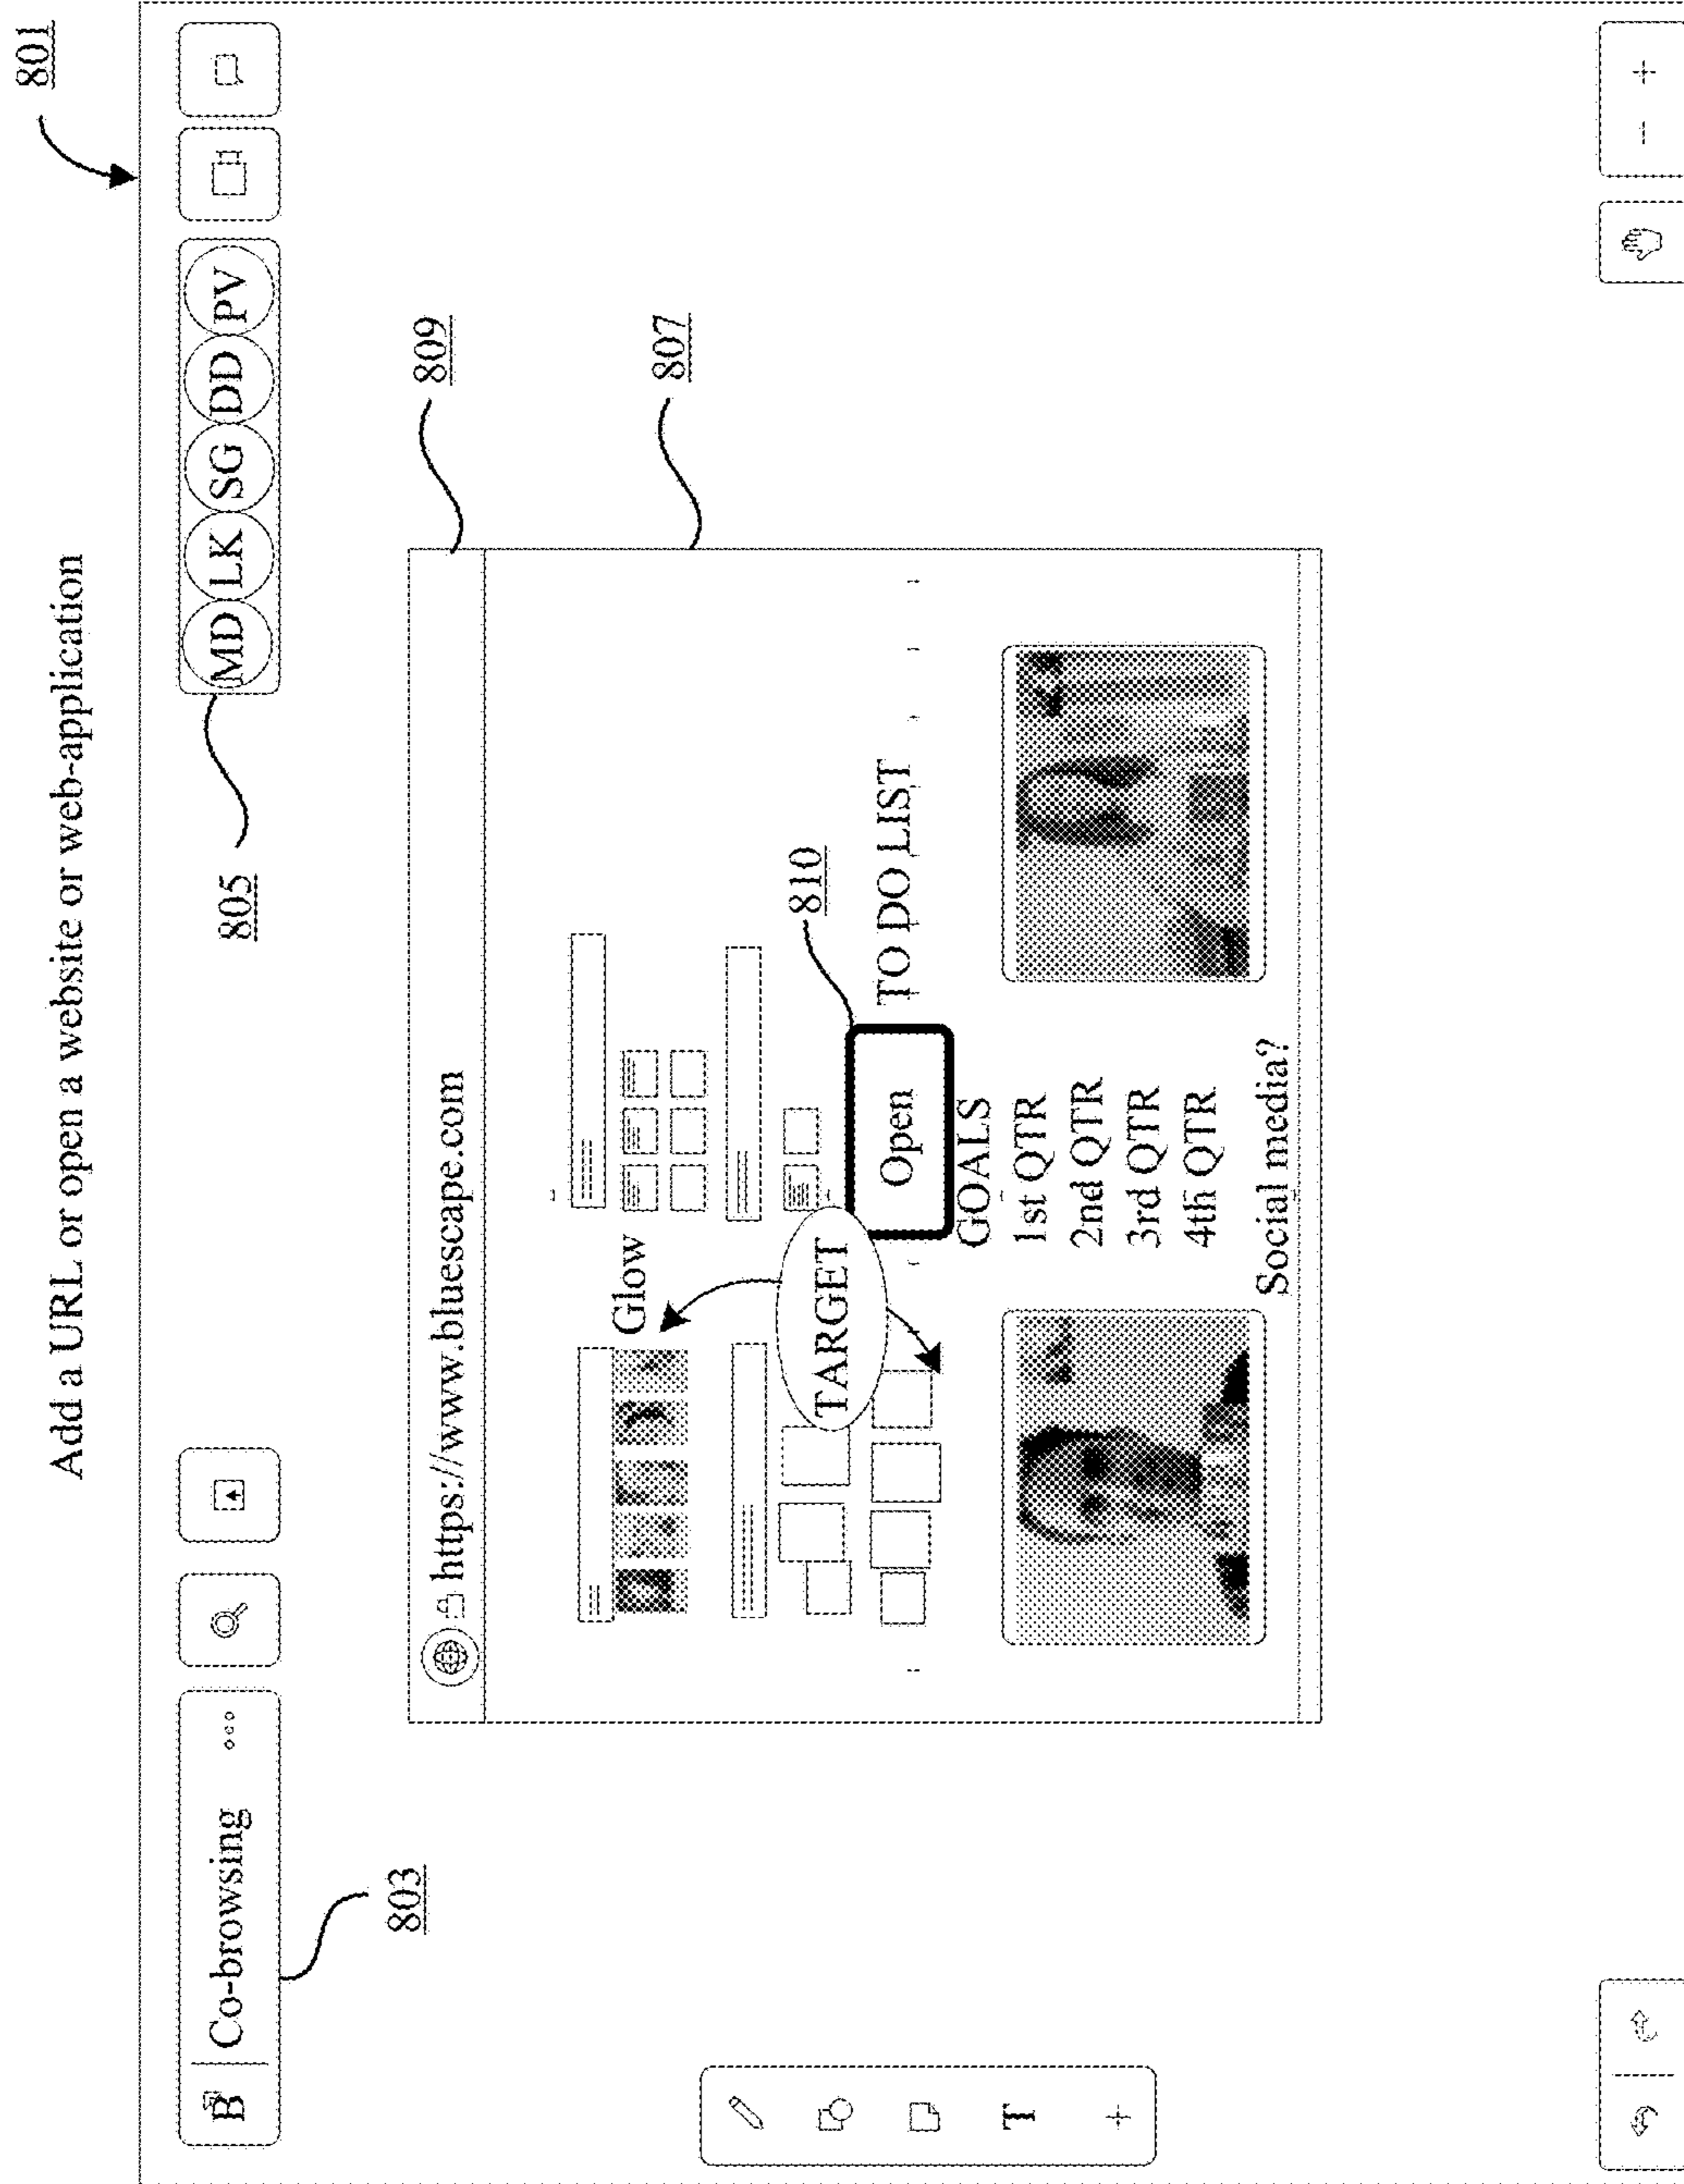 Add a URL or open a website or web-application
801
B Co-browsing
MD LK SG DD PV
803
805
https://www.bluescape.com
809
807
Glow
TARGET
810
Open
TO DO LIST
GOALS
1st QTR
2nd QTR
3rd QTR
4th QTR
Social media?
T